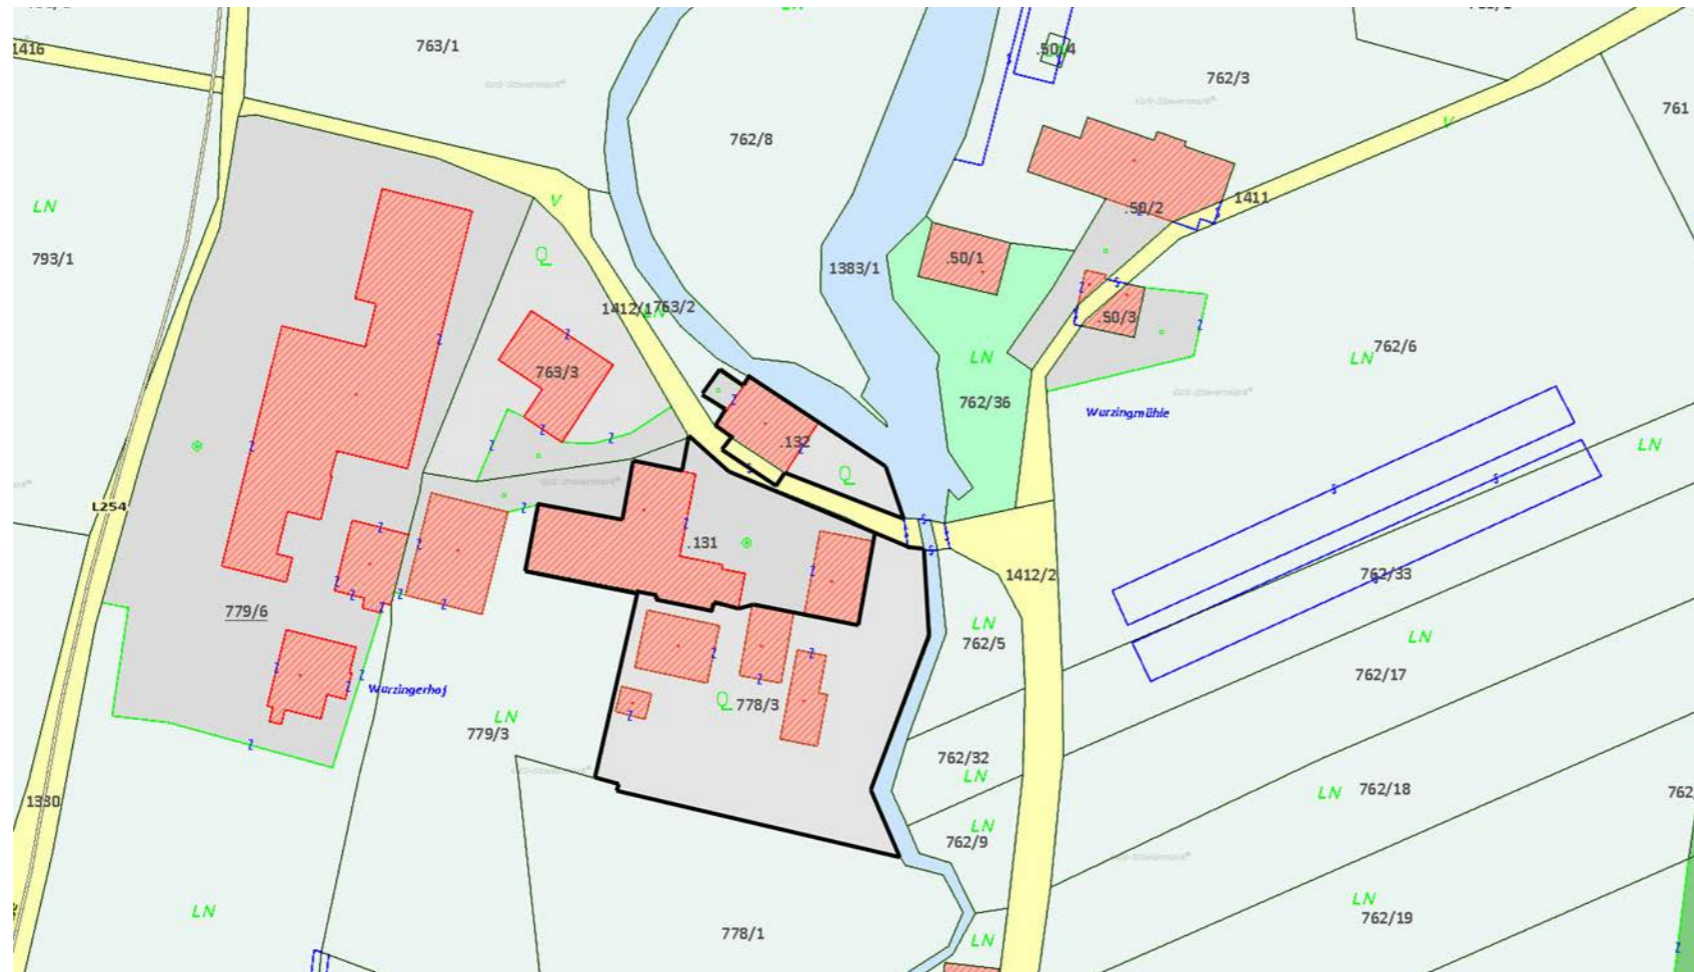 1416
763/1
LN
.50/4
762/3
761
762/8
V
LN
793/1
V
Q
1411
.50/2
.50/1
1383/1
1412/1
763/2
LN
.50/3
762/6
LN
LN
763/3
762/36
Wurzingmühle
.132
Q
LN
L254
.131
1412/2
762/33
779/6
LN
762/5
LN
Wurzingerhof
762/17
Q
778/3
LN
779/3
762/32
LN
1330
LN
762/18
762
LN
762/9
LN
LN
762/19
778/1
LN